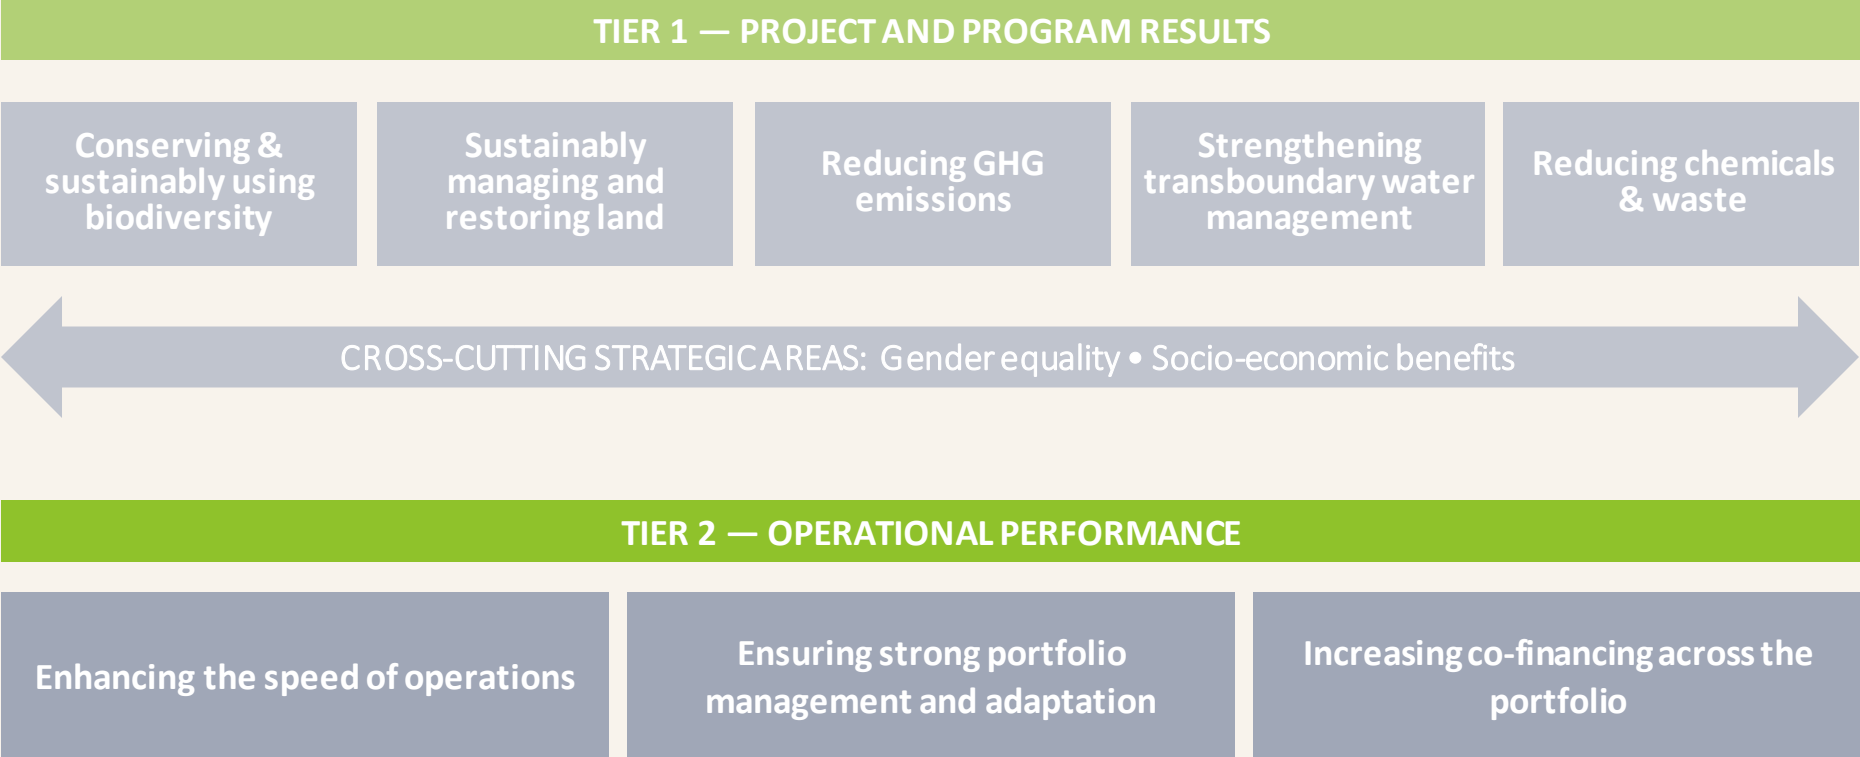 TIER 1 — PROJECT AND PROGRAM RESULTS
Conserving &
sustainably using
biodiversity
Sustainably
managing and
restoring land
Reducing GHG
emissions
Strengthening
transboundary water
management
Reducing chemicals
& waste
CROSS-CUTTING STRATEGIC AREAS: Gender equality • Socio-economic benefits
TIER 2 — OPERATIONAL PERFORMANCE
Enhancing the speed of operations
Ensuring strong portfolio
management and adaptation
Increasing co-financing across the
portfolio